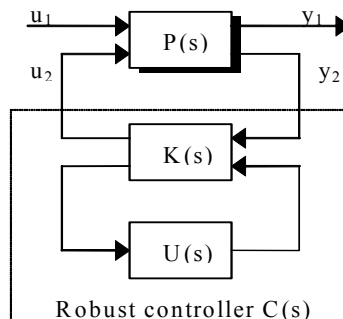 u1 P(s) y1
u2 y2
K(s)
U(s)
Robust controller C(s)